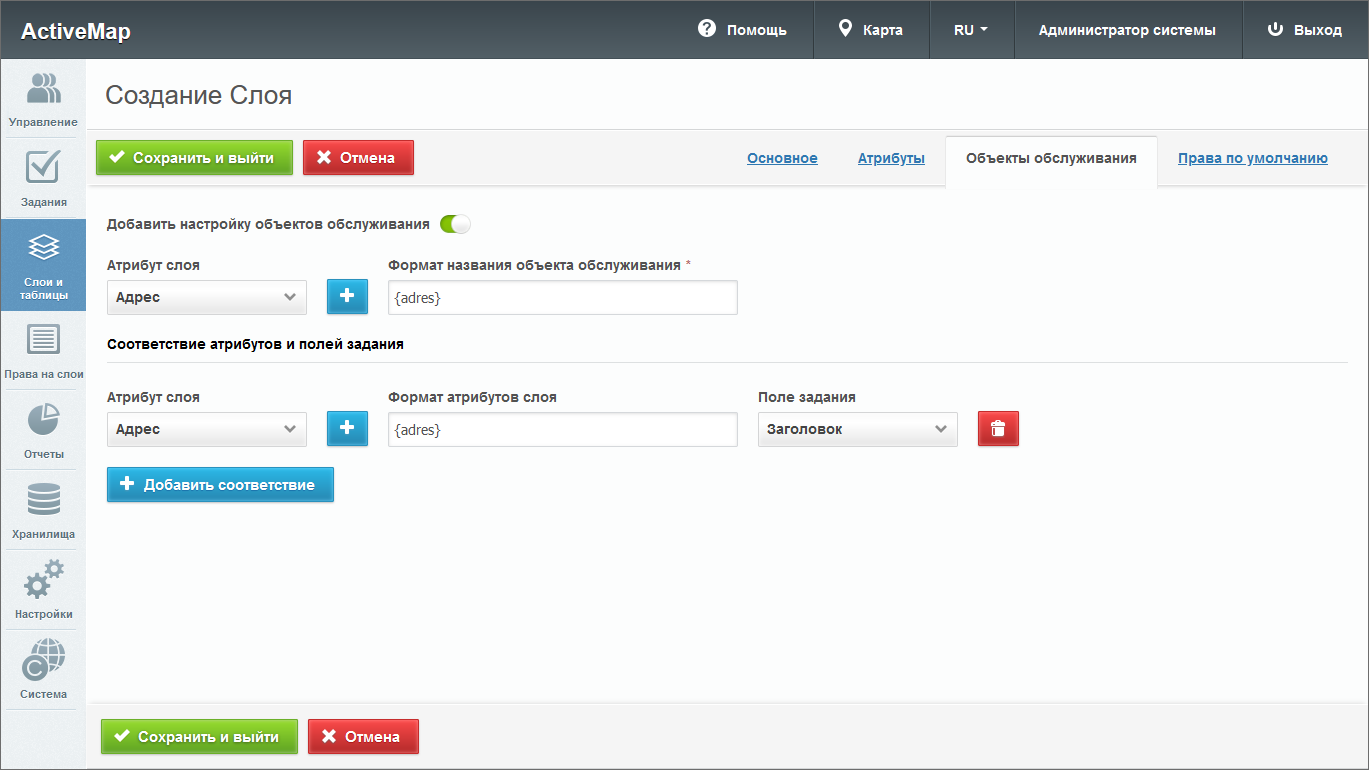 ActiveMap
Помощь
Карта
RU
Администратор системы
Выход
Управление
Задания
Слои и
таблицы
Права на слои
Отчеты
Хранилища
Настройки
Система
Создание Слоя
Сохранить и выйти
Отмена
Основное
Атрибуты
Объекты обслуживания
Права по умолчанию
Добавить настройку объектов обслуживания
Атрибут слоя
Формат названия объекта обслуживания *
Адрес
{adres}
Соответствие атрибутов и полей задания
Атрибут слоя
Формат атрибутов слоя
Поле задания
Адрес
{adres}
Заголовок
Добавить соответствие
Сохранить и выйти
Отмена